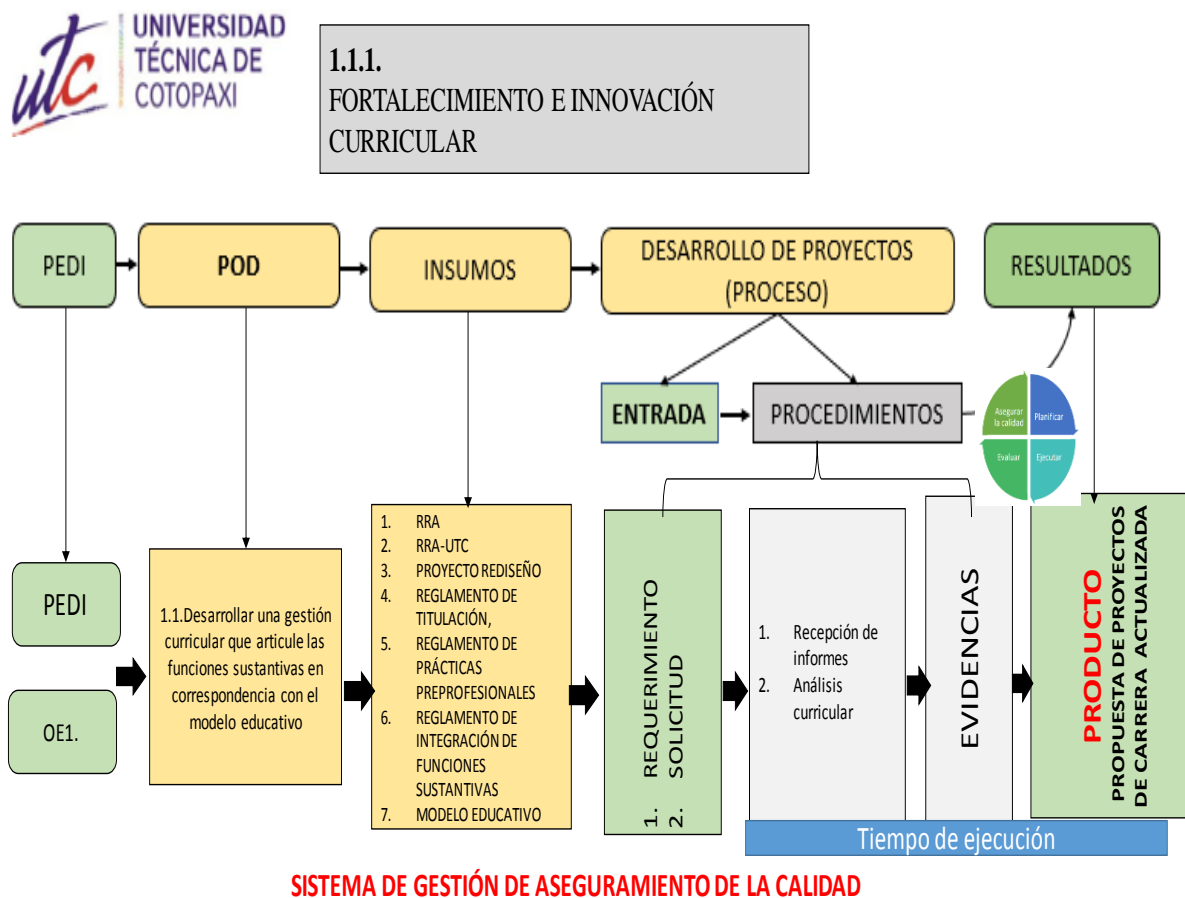 UNIVERSIDAD
TÉCNICA DE
COTOPAXI
utc
1.1.1.
FORTALECIMIENTO E INNOVACIÓN
CURRICULAR
PEDI
POD
INSUMOS
DESARROLLO DE PROYECTOS
(PROCESO)
RESULTADOS
ENTRADA
PROCEDIMIENTOS
Asegurar
la calidad
Planificar
Evaluar
Ejecutar
PEDI
OE1.
1.1.Desarrollar una gestión
curricular que articule las
funciones sustantivas en
correspondencia con el
modelo educativo
1. RRA
2. RRA-UTC
3. PROYECTO REDISEÑO
4. REGLAMENTO DE
TITULACIÓN,
5. REGLAMENTO DE
PRÁCTICAS
PREPROFESIONALES
6. REGLAMENTO DE
INTEGRACIÓN DE
FUNCIONES
SUSTANTIVAS
7. MODELO EDUCATIVO
1. REQUERIMIENTO
2. SOLICITUD
1. Recepción de
informes
2. Análisis
curricular
EVIDENCIAS
PRODUCTO
PROPUESTA DE PROYECTOS
DE CARRERA ACTUALIZADA
Tiempo de ejecución
SISTEMA DE GESTIÓN DE ASEGURAMIENTO DE LA CALIDAD